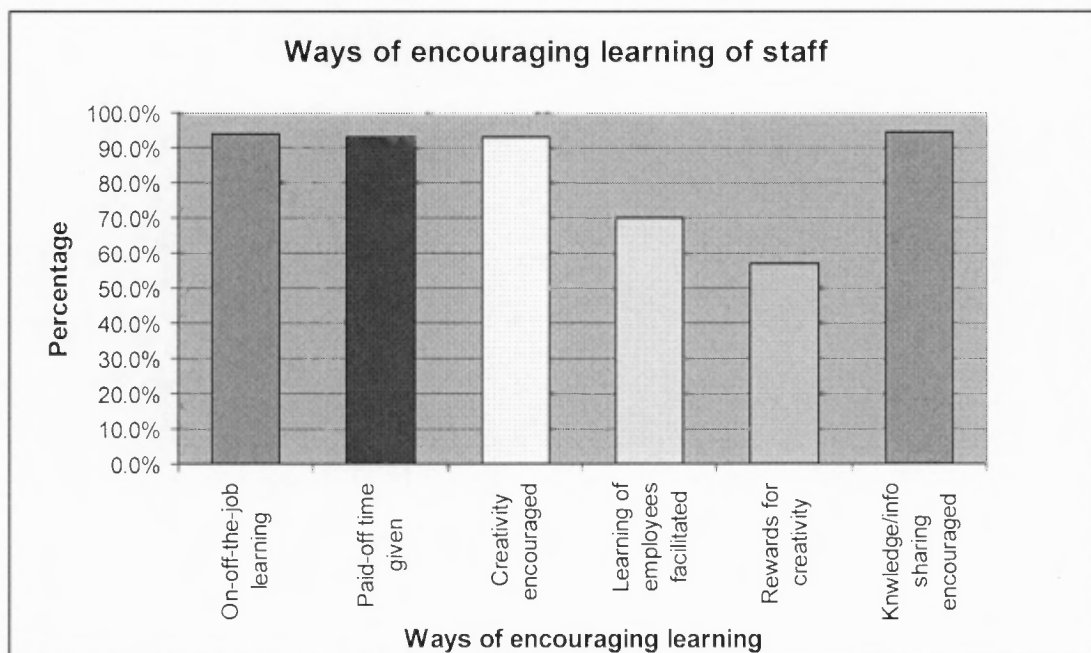 Ways of encouraging learning of staff
100.0%
90.0%
80.0%
70.0%
60.0%
50.0%
40.0%
30.0%
20.0%
10.0%
0.0%
Percentage
On-off-the-job
learning
Paid-off time
given
Creativity
encouraged
Learning of
employees
facilitated
Rewards for
creativity
Knwledge/info
sharing
encouraged
Ways of encouraging learning